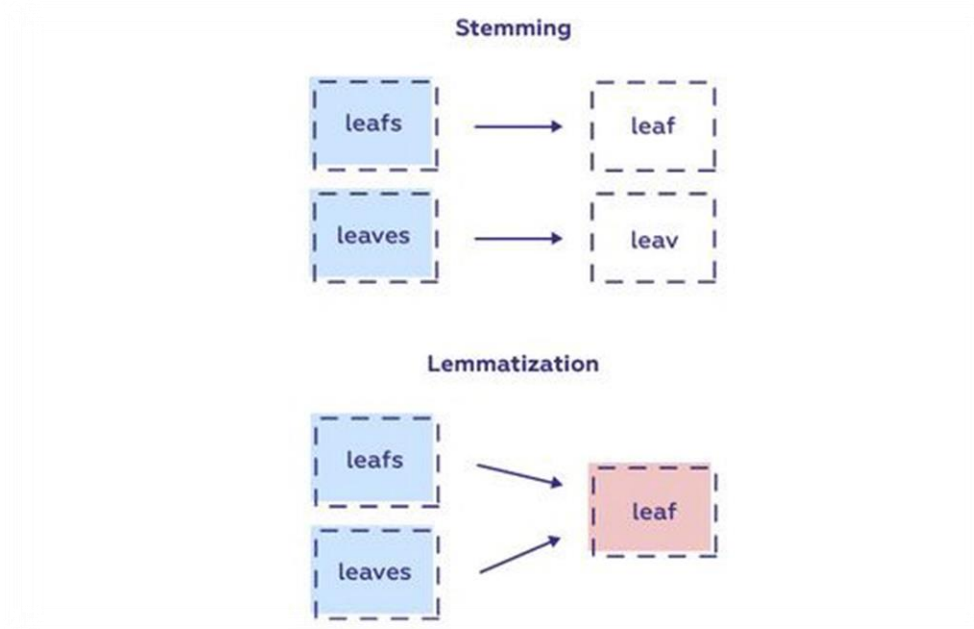 Stemming
leafs
leaf
leaves
leav
Lemmatization
leafs
leaf
leaves